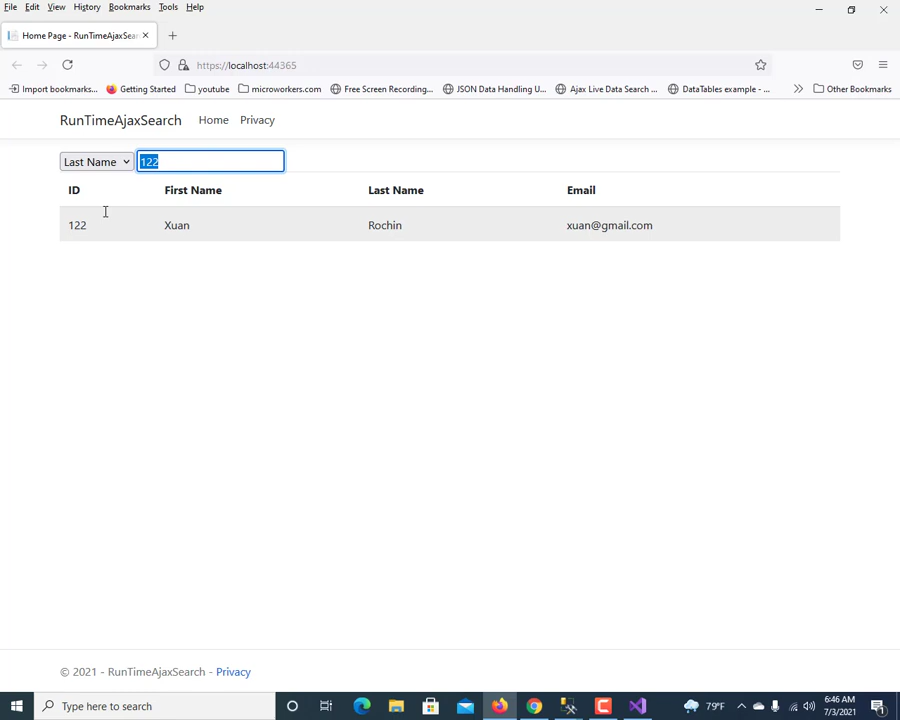 File Edit View History Bookmarks Tools Help
Home Page - RunTimeAjaxSear
https://localhost:44365
Import bookmarks... Getting Started youtube microworkers.com Free Screen Recording... JSON Data Handling U... Ajax Live Data Search ... DataTables example - ... Other Bookmarks
RunTimeAjaxSearch Home Privacy
Last Name 122
ID First Name Last Name Email
122 Xuan Rochin xuan@gmail.com
© 2021 - RunTimeAjaxSearch - Privacy
Type here to search 79°F 6:46 AM
7/3/2021 1